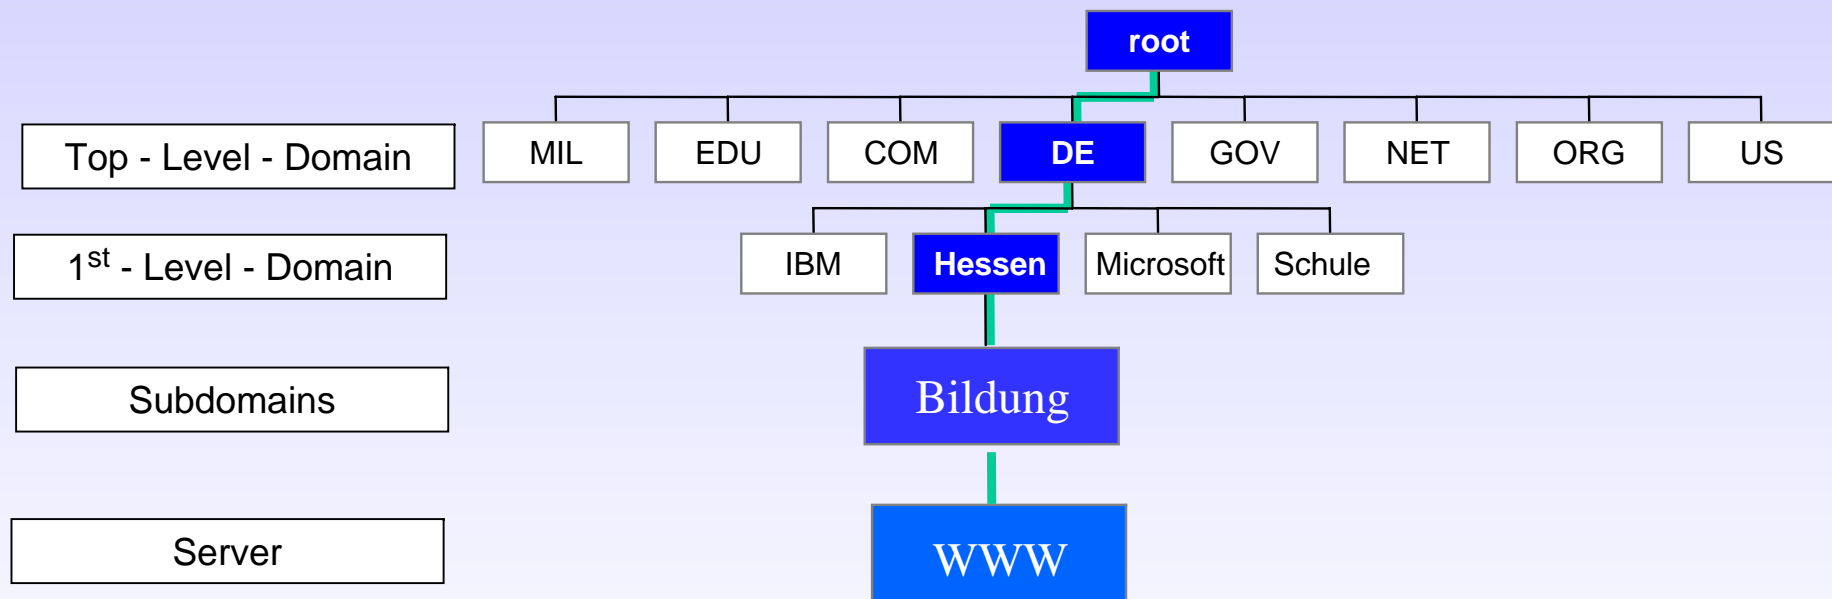 root
Top - Level - Domain MIL EDU COM DE GOV NET ORG US
1st - Level - Domain IBM Hessen Microsoft Schule
Subdomains Bildung
Server WWW